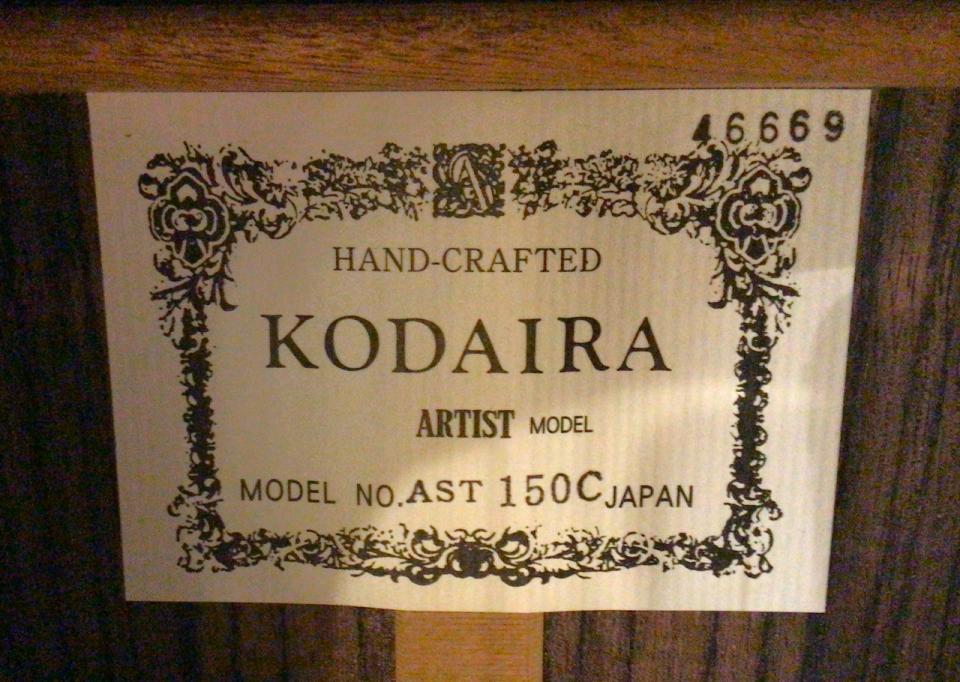 46669
A
HAND-CRAFTED
KODAIRA
ARTIST MODEL
MODEL NO. AST 150C JAPAN